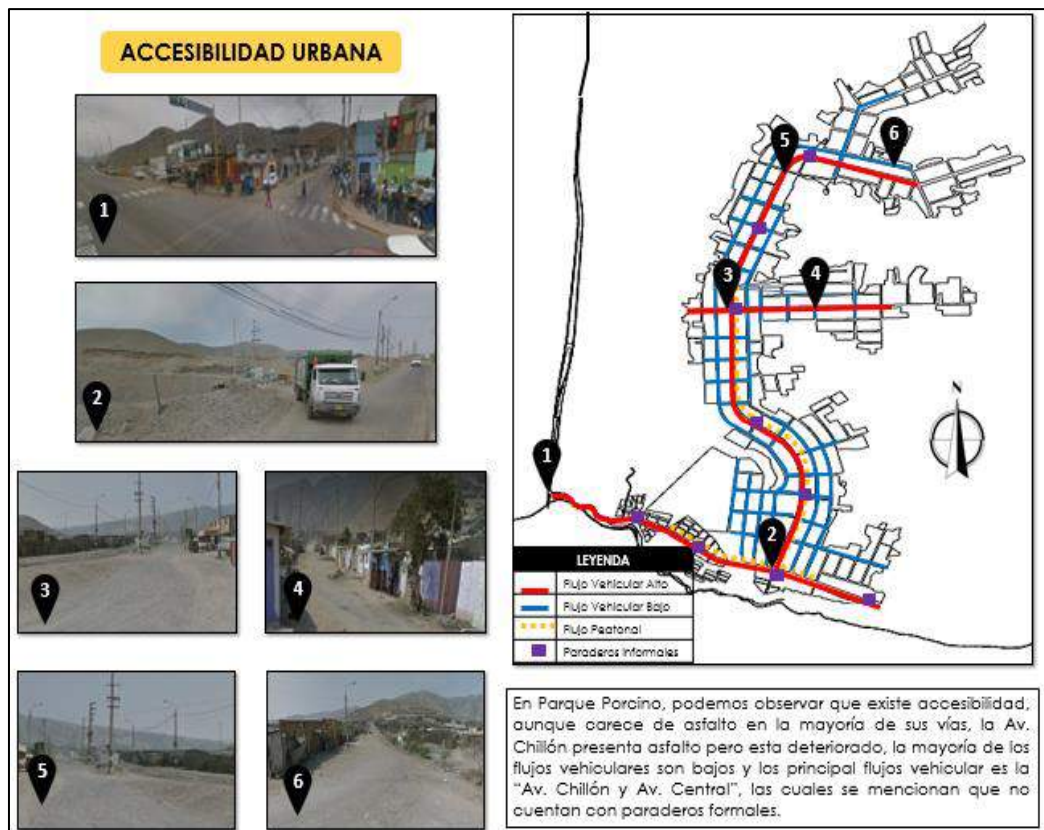 ACCESIBILIDAD URBANA
1
2
3
4
5
6
5
6
3
4
N
1
2
LEYENDA
Flujo Vehicular Alto
Flujo Vehicular Bajo
Flujo Peatonal
Paraderos Informales
En Parque Porcino, podemos observar que existe accesibilidad,
aunque carece de asfalto en la mayoría de sus vías, la Av.
Chillón presenta asfalto pero esta deteriorado, la mayoría de los
flujos vehiculares son bajos y los principal flujos vehicular es la
"Av. Chillón y Av. Central", las cuales se mencionan que no
cuentan con paraderos formales.